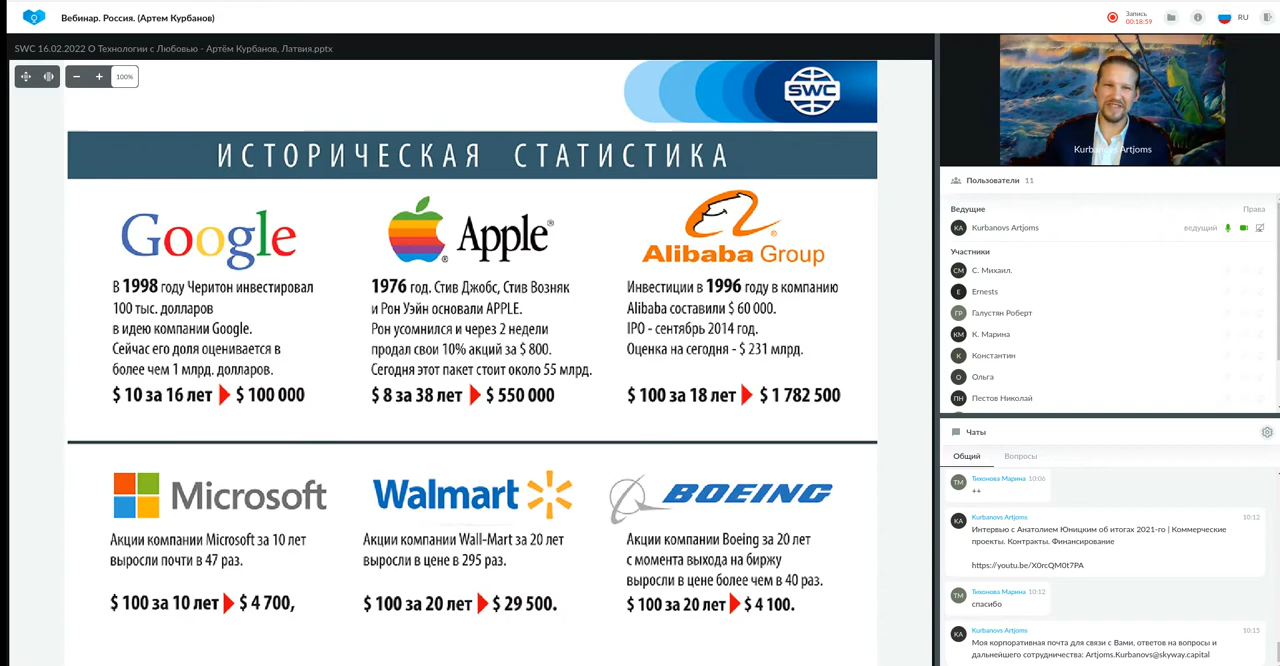 Вебинар. Россия. (Артем Курбанов)
Запись
00:18:59
RU
SWC 16.02.2022 О Технологии с Любовью - Артём Курбанов, Латвия.pptx
100%
SWC
ИСТОРИЧЕСКАЯ СТАТИСТИКА
Google
В 1998 году Черитон инвестировал
100 тыс. долларов
в идею компании Google.
Сейчас его доля оценивается в
более чем 1 млрд. долларов.
$ 10 за 16 лет $ 100 000
Apple®
1976 год. Стив Джобс, Стив Возняк
и Рон Уэйн основали APPLE.
Рон усомнился и через 2 недели
продал свои 10% акций за $ 800.
Сегодня этот пакет стоит около 55 млрд.
$ 8 за 38 лет $ 550 000
Alibaba Group
Инвестиции в 1996 году в компанию
Alibaba составили $ 60 000.
IPO - сентябрь 2014 год.
Оценка на сегодня - $ 231 млрд.
$ 100 за 18 лет $ 1 782 500
Microsoft
Акции компании Microsoft за 10 лет
выросли почти в 47 раз.
$ 100 за 10 лет $ 4 700,
Walmart
Акции компании Wall-Mart за 20 лет
выросли в цене в 295 раз.
$ 100 за 20 лет $ 29 500.
BOEING
Акции компании Boeing за 20 лет
с момента выхода на биржу
выросли в цене более чем в 40 раз.
$ 100 за 20 лет $ 4 100.
Kurbanovs Artjoms
Пользователи 11
Ведущие Права
KA Kurbanovs Artjoms ведущий
Участники
СМ С. Михаил.
E Ernests
ГР Галустян Роберт
КМ К. Марина
К Константин
О Ольга
ПН Пестов Николай
Чаты
Общий Вопросы
ТМ Тихонова Марина 10:06
++
KA Kurbanovs Artjoms 10:12
Интервью с Анатолием Юницким об итогах 2021-го | Коммерческие
проекты. Контракты. Финансирование
https://youtu.be/X0rcQM0t7PA
ТМ Тихонова Марина 10:12
спасибо
KA Kurbanovs Artjoms 10:15
Моя корпоративная почта для связи с Вами, ответов на вопросы и
дальнейшего сотрудничества: Artjoms.Kurbanovs@skyway.capital